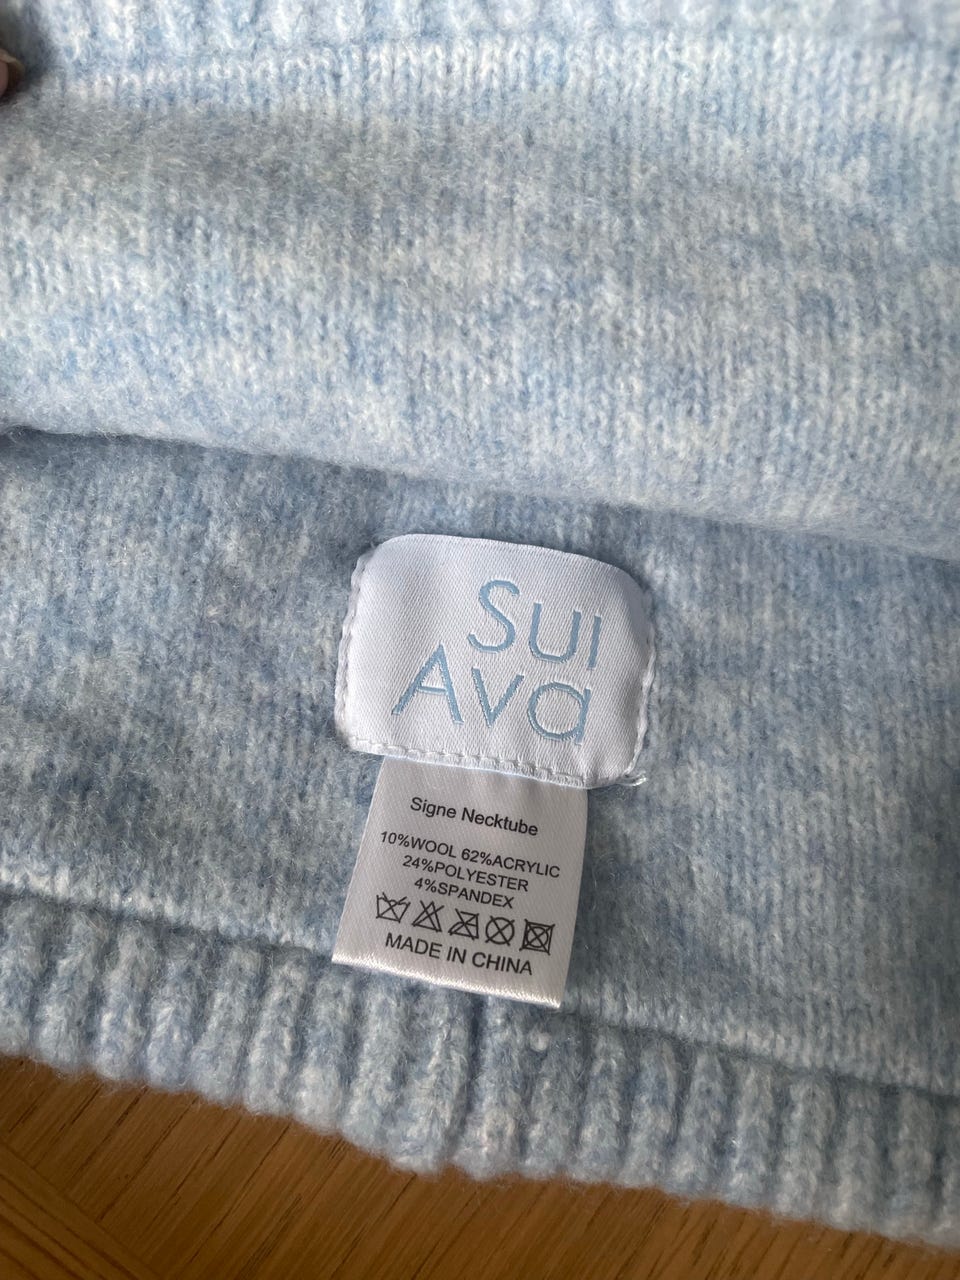 Sui
Ava
Signe Necktube
10%WOOL 62%ACRYLIC
24%POLYESTER
4%SPANDEX
MADE IN CHINA